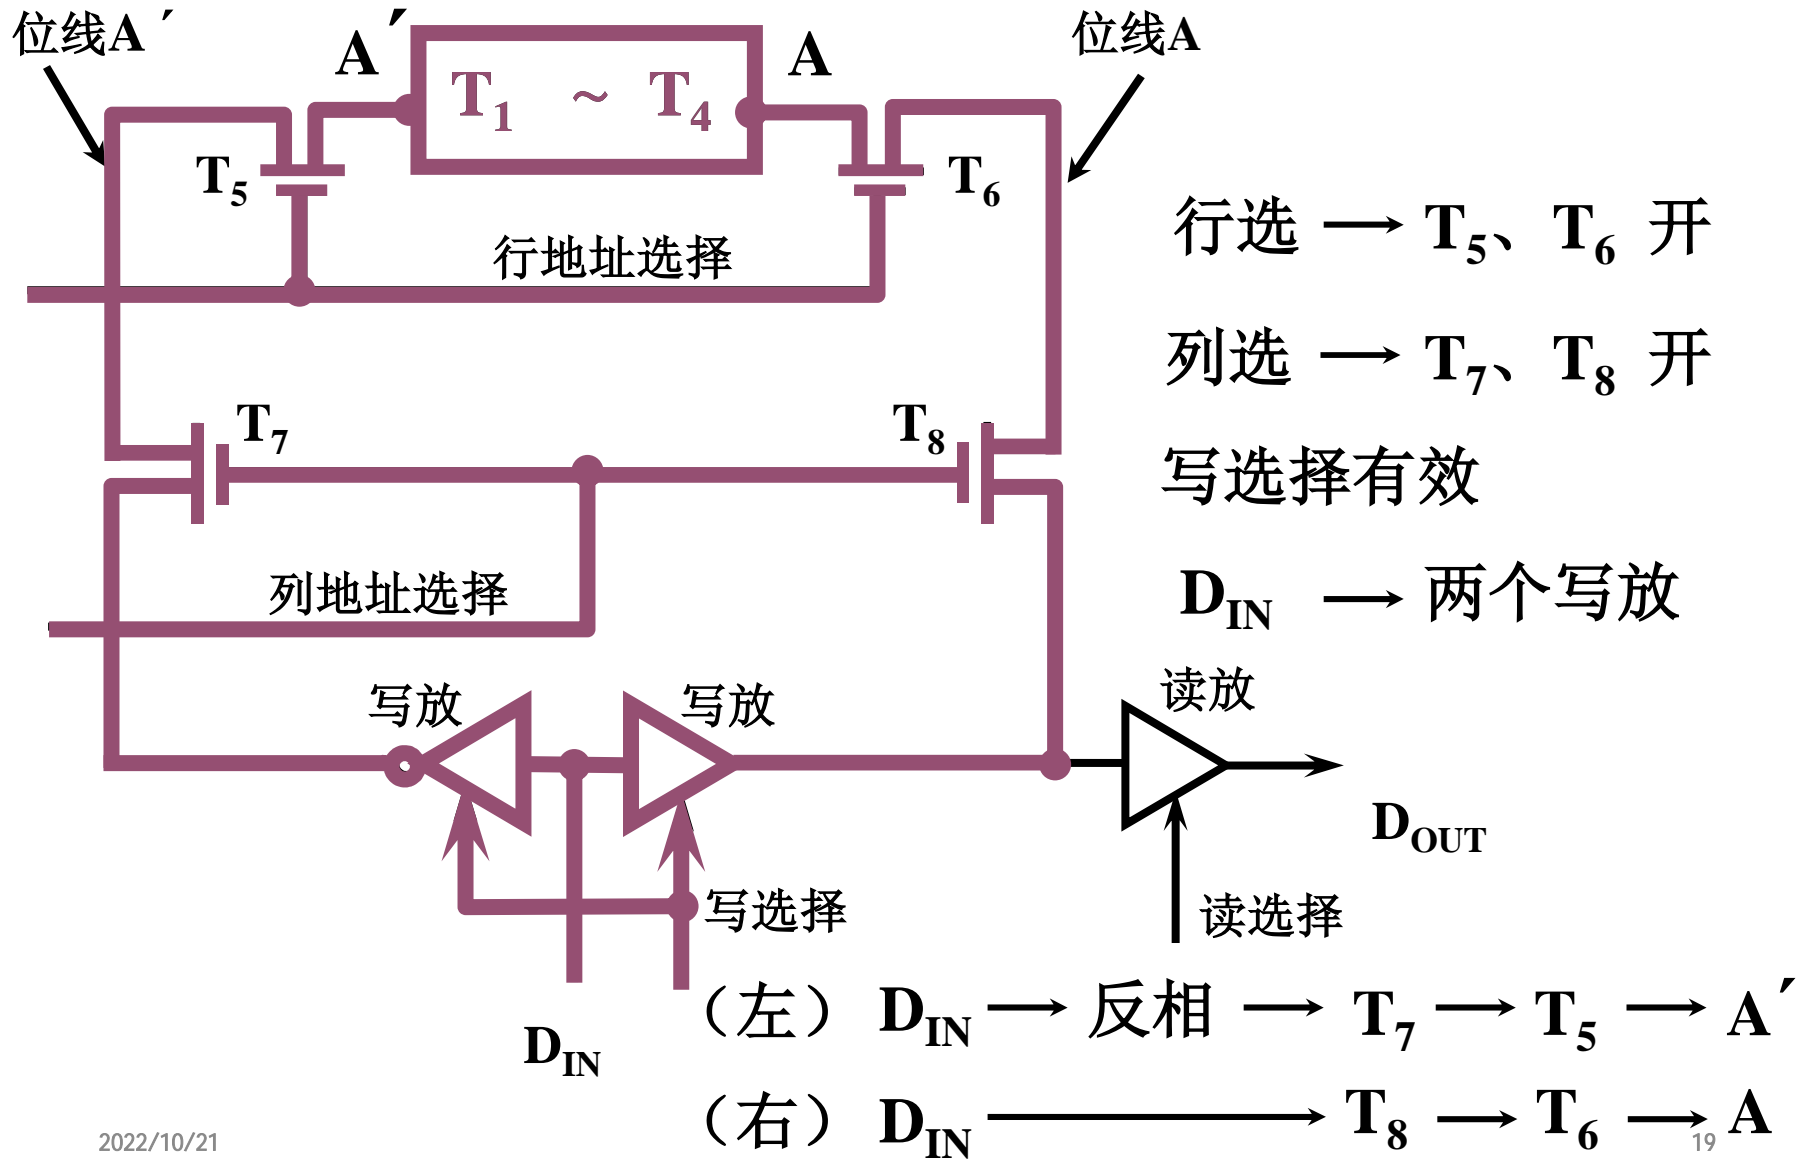 位线A′
A′
A
位线A
T1 ~ T4
T5
T6
行地址选择
行选 → T5、T6 开
列选 → T7、T8 开
T7
T8
写选择有效
列地址选择
DIN → 两个写放
写放
写放
读放
DOUT
写选择
读选择
DIN
（左）DIN → 反相 → T7 → T5 → A′
（右）DIN → T8 → T6 → A
2022/10/21
19